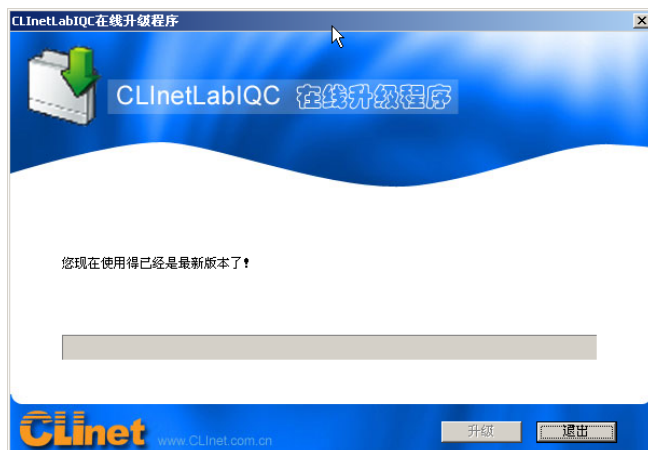 CLInetLabIQC在线升级程序
CLInetLabIQC 在线升级程序
您现在使用得已经是最新版本了!
CLInet www.CLInet.com.cn
升级 退出